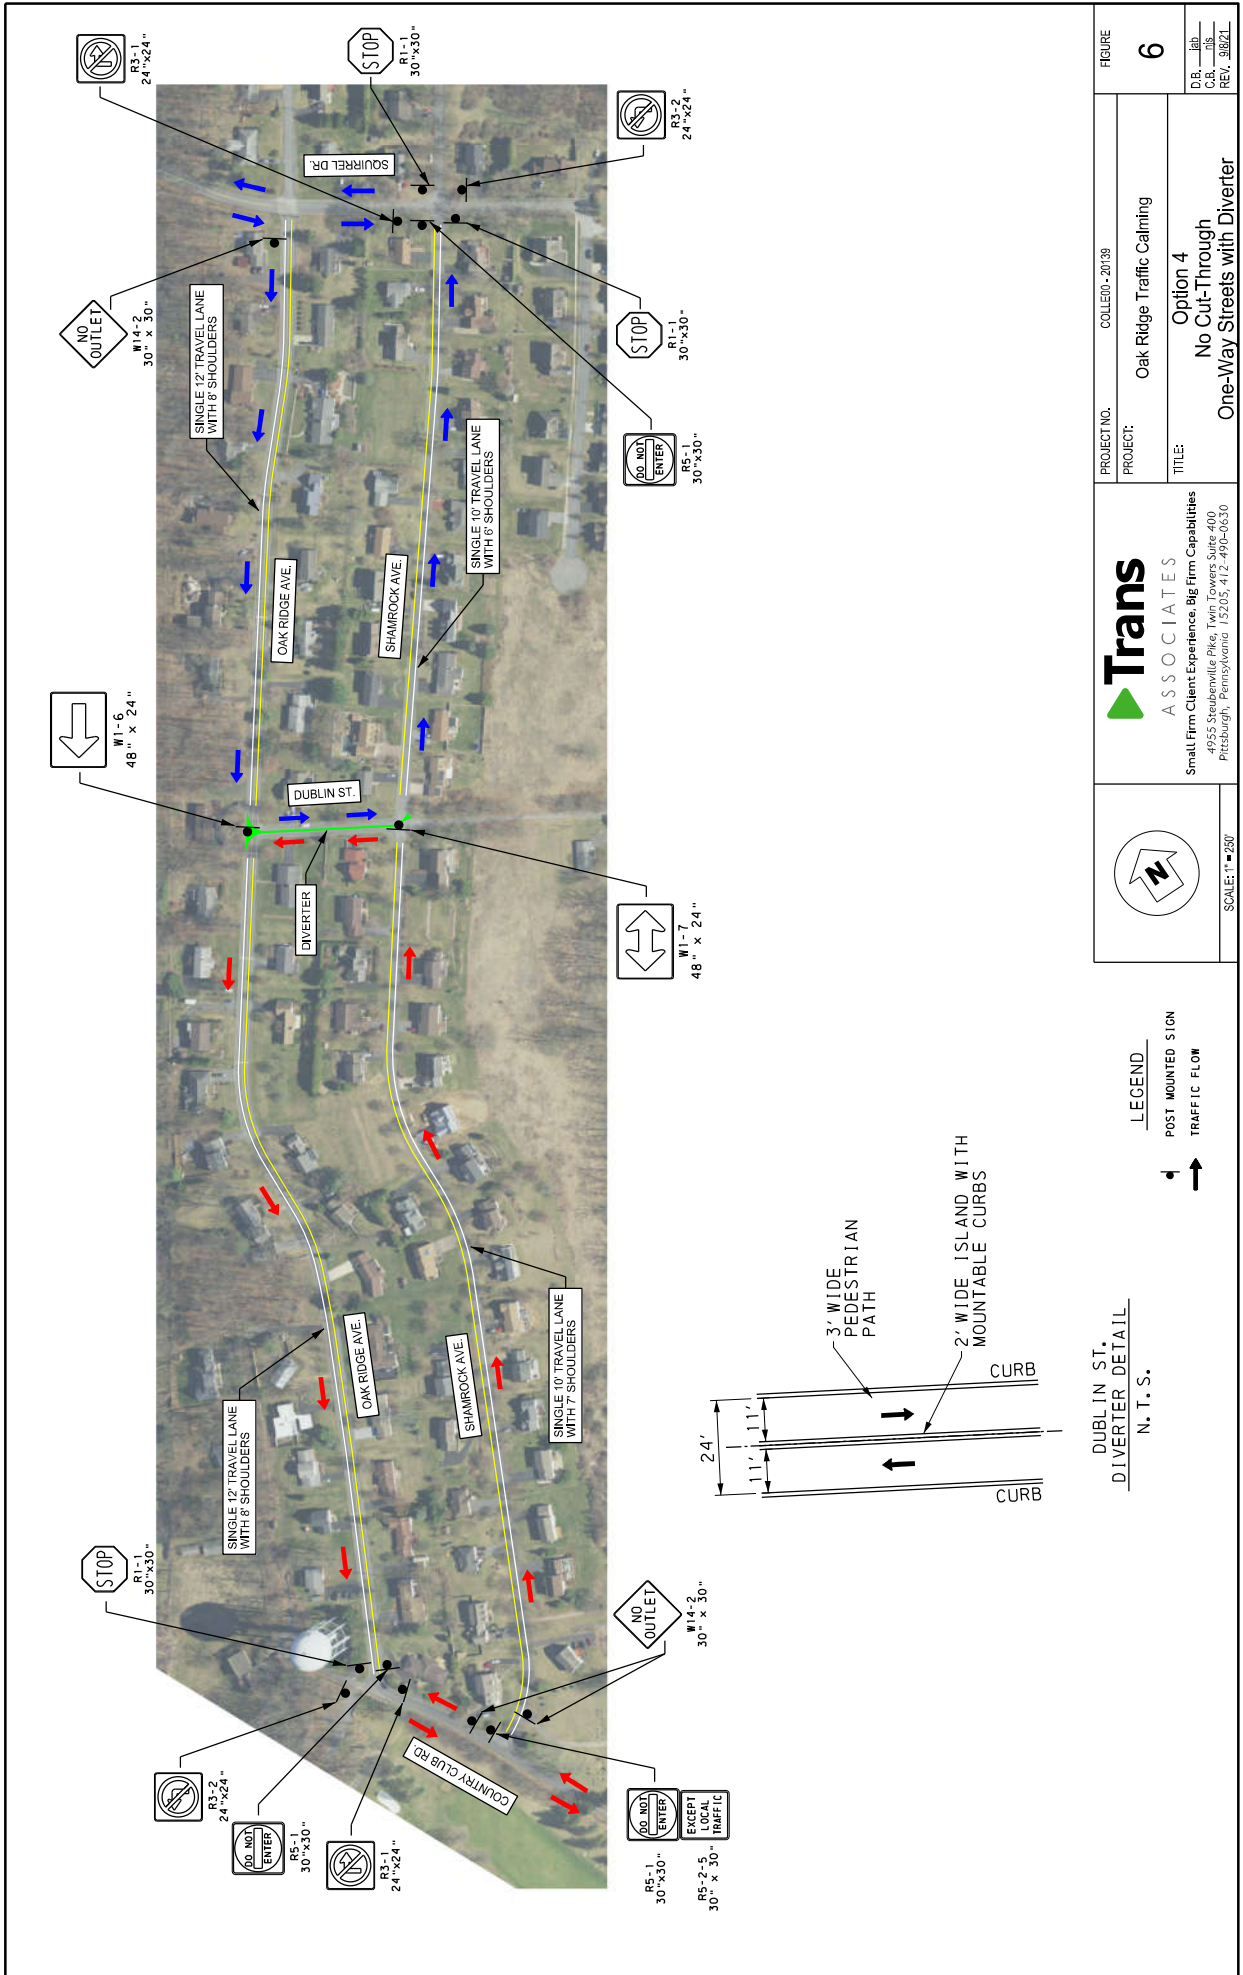 R3-1
24"x24"
STOP
R1-1
30"x30"
R3-2
24"x24"
SQUIRREL DR.
NO
OUTLET
W14-2
30" x 30"
SINGLE 12' TRAVEL LANE
WITH 8' SHOULDERS
STOP
R1-1
30"x30"
DO NOT
ENTER
R5-1
30"x30"
OAK RIDGE AVE.
SHAMROCK AVE.
SINGLE 10' TRAVEL LANE
WITH 6' SHOULDERS
W1-6
48" x 24"
DUBLIN ST.
DIVERTER
W1-7
48" x 24"
SINGLE 12' TRAVEL LANE
WITH 8' SHOULDERS
OAK RIDGE AVE.
SHAMROCK AVE.
SINGLE 10' TRAVEL LANE
WITH 7' SHOULDERS
STOP
R1-1
30"x30"
NO
OUTLET
W14-2
30" x 30"
COUNTRY CLUB RD.
R3-2
24"x24"
DO NOT
ENTER
R5-1
30"x30"
R3-1
24"x24"
DO NOT
ENTER
EXCEPT
LOCAL
TRAFFIC
R5-1
30"x30"
R5-2-5
30" x 30"
24'
11'
11'
3' WIDE
PEDESTRIAN
PATH
2' WIDE ISLAND WITH
MOUNTABLE CURBS
CURB
CURB
DUBLIN ST.
DIVERTER DETAIL
N.T.S.
LEGEND
POST MOUNTED SIGN
TRAFFIC FLOW
N
SCALE: 1" = 250'
Trans
ASSOCIATES
Small Firm Client Experience, Big Firm Capabilities
4955 Steubenville Pike, Twin Towers Suite 400
Pittsburgh, Pennsylvania 15205, 412-490-0630
PROJECT NO. COLLE00-20139
PROJECT:
Oak Ridge Traffic Calming
TITLE:
Option 4
No Cut-Through
One-Way Streets with Diverter
FIGURE
6
D.B. jab
C.B. njs
REV. 9/8/21